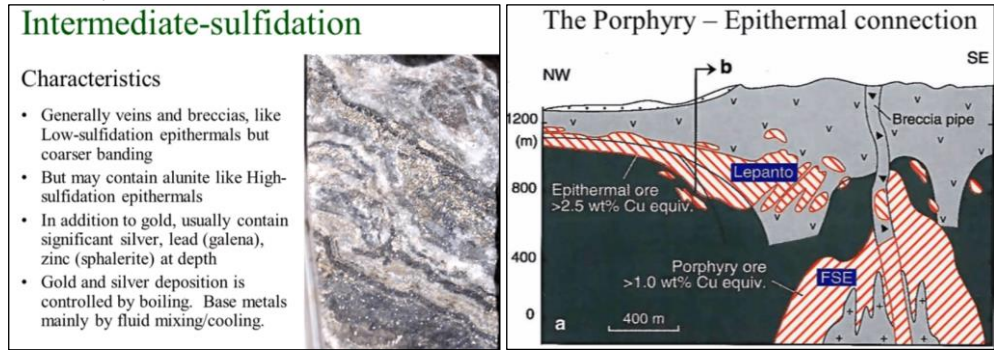 Intermediate-sulfidation
Characteristics
• Generally veins and breccias, like
Low-sulfidation epithermals but
coarser banding
• But may contain alunite like High-
sulfidation epithermals
• In addition to gold, usually contain
significant silver, lead (galena),
zinc (sphalerite) at depth
• Gold and silver deposition is
controlled by boiling. Base metals
mainly by fluid mixing/cooling.
The Porphyry – Epithermal connection
NW
SE
b
1200
(m)
Breccia pipe
Lepanto
800
Epithermal ore
>2.5 wt% Cu equiv.
400
Porphyry ore
>1.0 wt% Cu equiv.
FSE
0
a
400 m